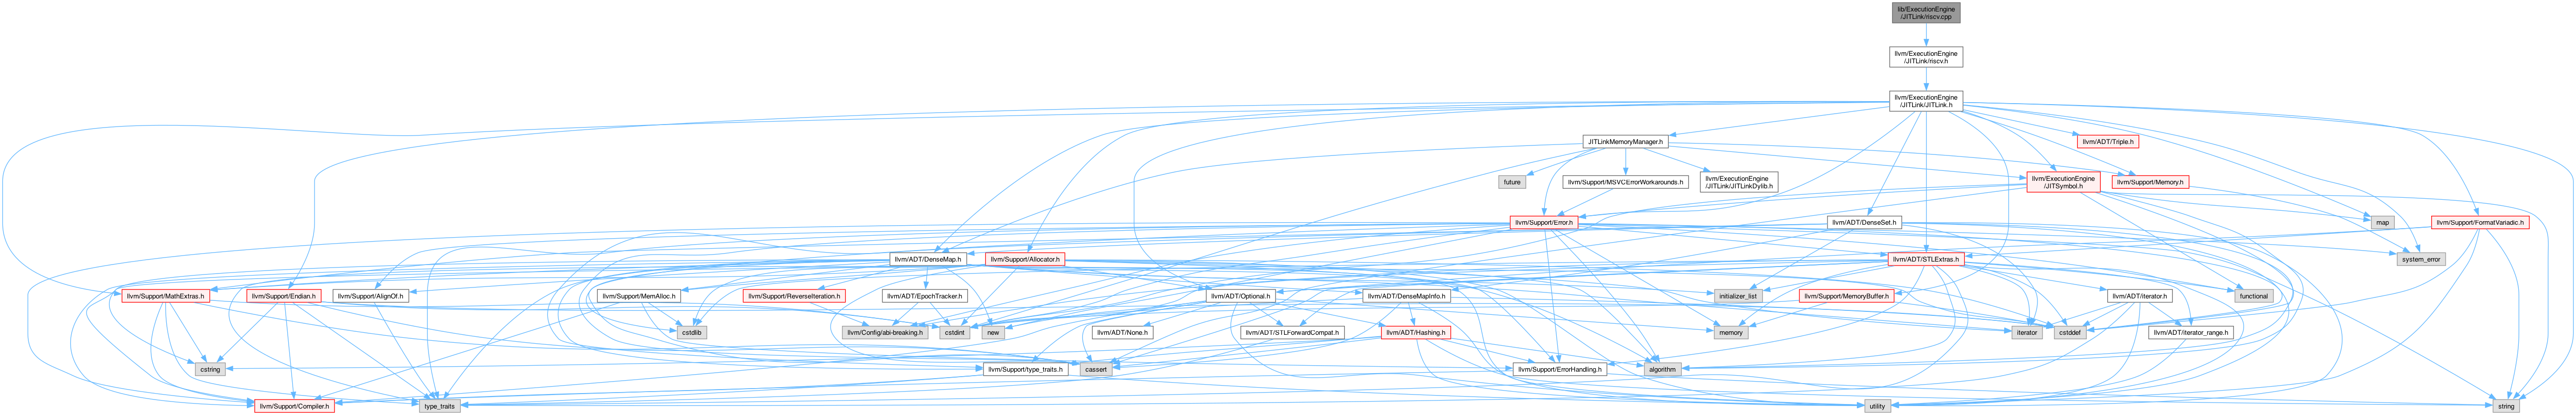 lib/ExecutionEngine
/JITLink/riscv.cpp
llvm/ExecutionEngine
/JITLink/riscv.h
llvm/ExecutionEngine
/JITLink/JITLink.h
JITLinkMemoryManager.h
llvm/ADT/Triple.h
future
llvm/Support/MSVCErrorWorkarounds.h
llvm/ExecutionEngine
/JITLink/JITLinkDylib.h
llvm/ExecutionEngine
/JITSymbol.h
llvm/Support/Memory.h
llvm/Support/Error.h
llvm/ADT/DenseSet.h
map
llvm/Support/FormatVariadic.h
llvm/ADT/DenseMap.h
llvm/Support/Allocator.h
llvm/ADT/STLExtras.h
system_error
llvm/Support/MathExtras.h
llvm/Support/Endian.h
llvm/Support/AlignOf.h
llvm/Support/MemAlloc.h
llvm/Support/ReverseIteration.h
llvm/ADT/EpochTracker.h
llvm/ADT/Optional.h
llvm/ADT/DenseMapInfo.h
initializer_list
llvm/Support/MemoryBuffer.h
llvm/ADT/iterator.h
functional
cstdlib
llvm/Config/abi-breaking.h
cstdint
new
llvm/ADT/None.h
llvm/ADT/STLForwardCompat.h
llvm/ADT/Hashing.h
memory
iterator
cstddef
llvm/ADT/iterator_range.h
cstring
llvm/Support/type_traits.h
cassert
llvm/Support/ErrorHandling.h
algorithm
llvm/Support/Compiler.h
type_traits
utility
string